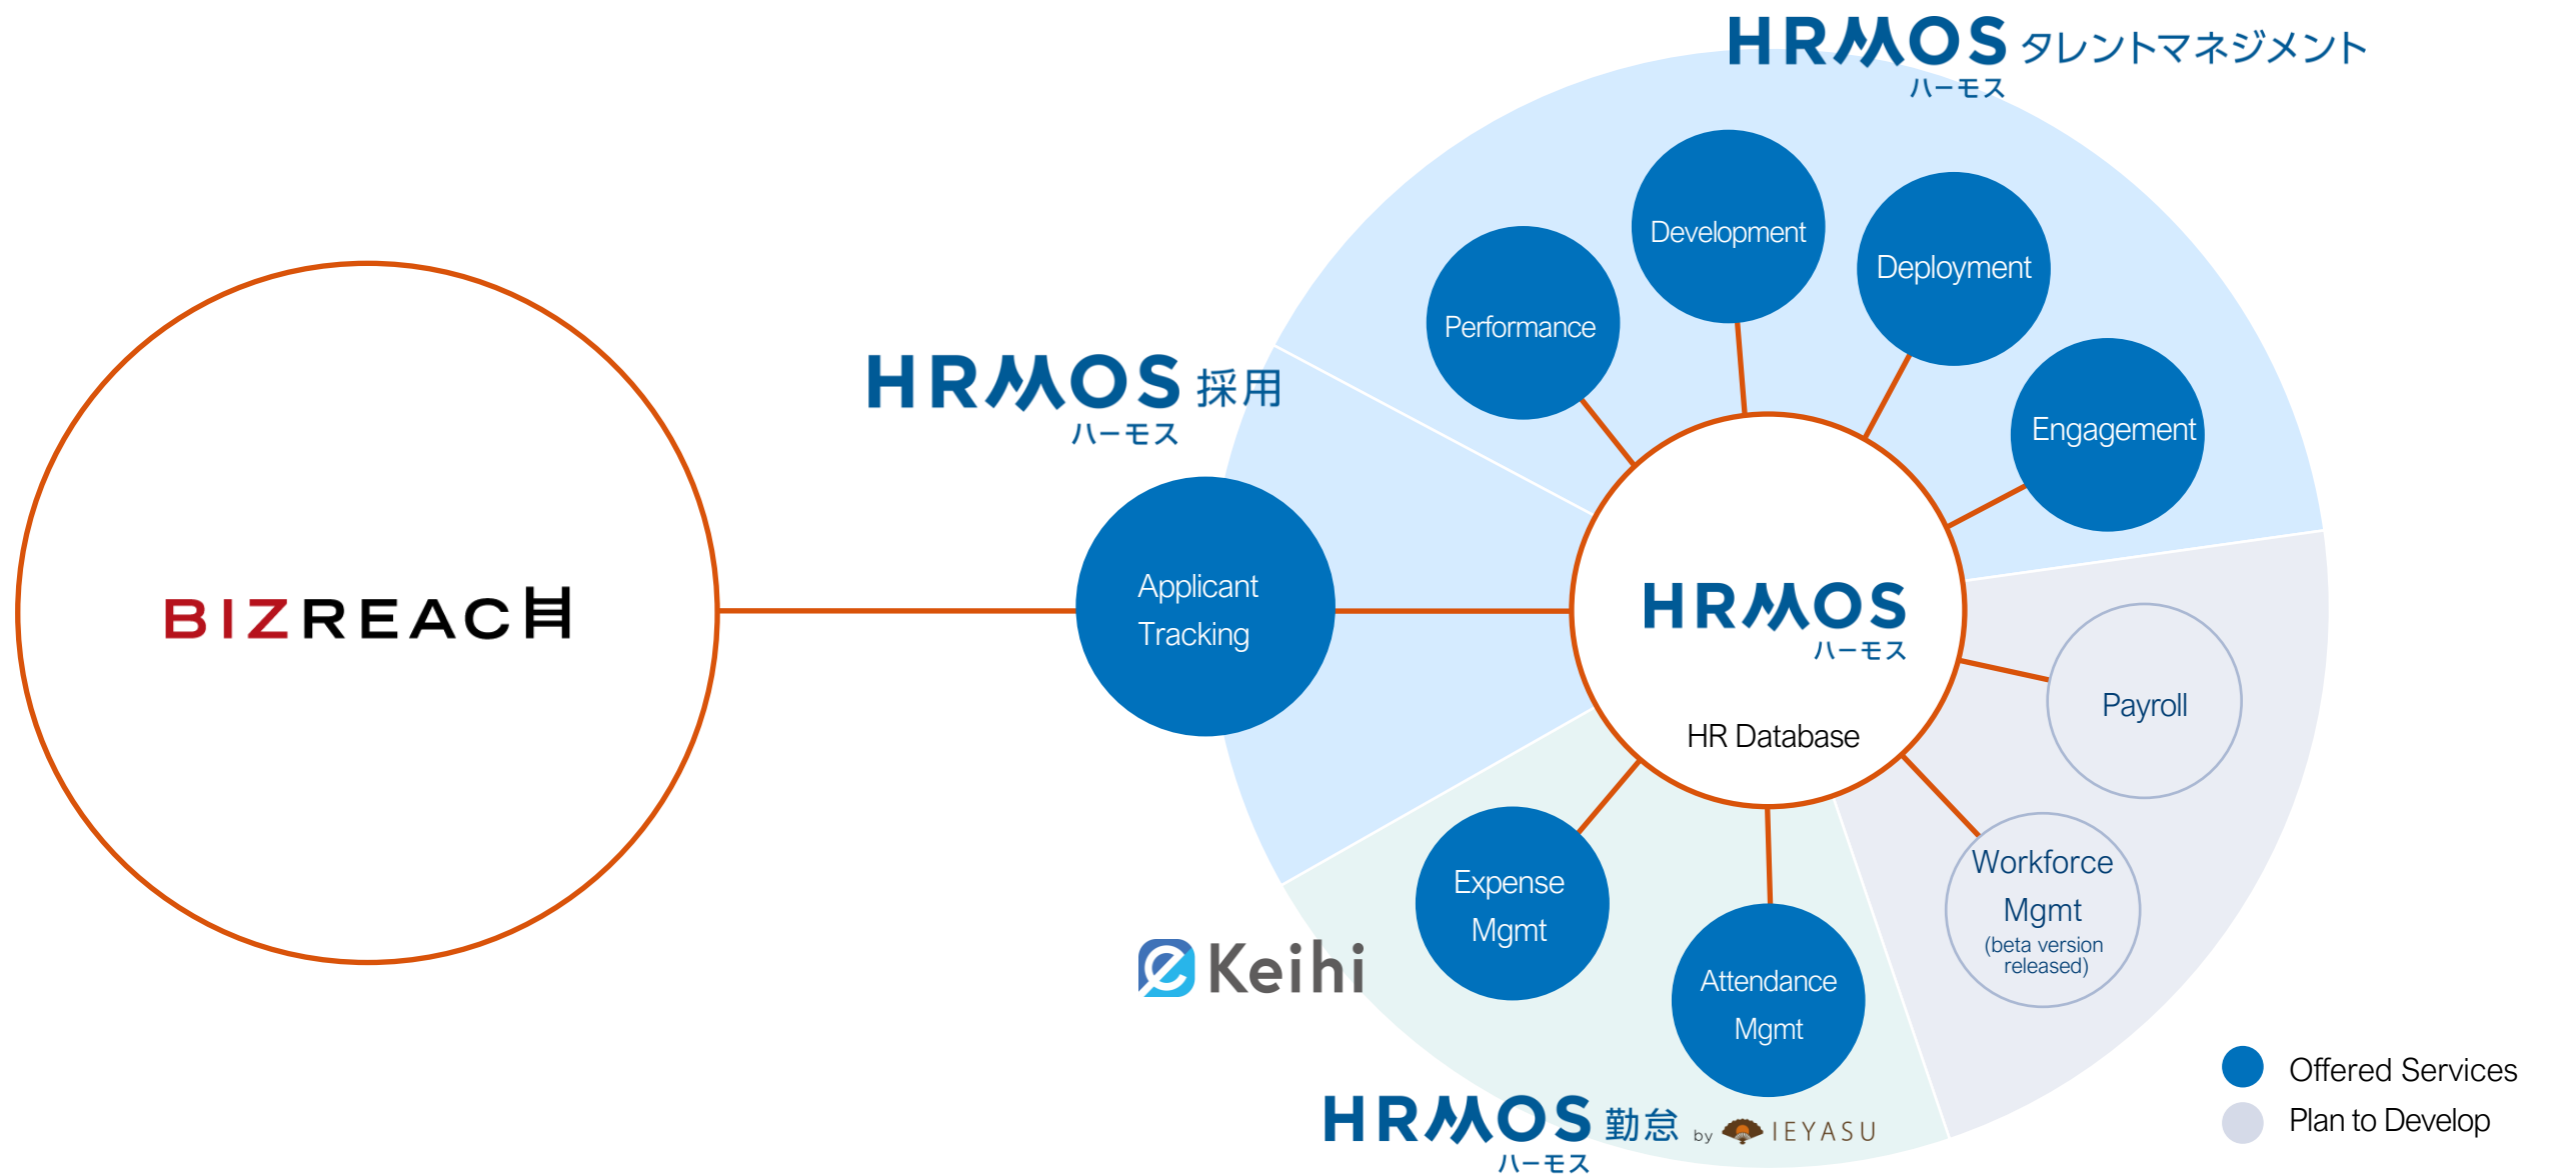 HRMOS タレントマネジメント
ハーモス
Development
Deployment
Performance
Engagement
HRMOS 採用
ハーモス
BIZREACH
Applicant
Tracking
HRMOS
ハーモス
HR Database
Payroll
Workforce
Mgmt
(beta version
released)
Expense
Mgmt
Keihi
Attendance
Mgmt
HRMOS 勤怠 by IEYASU
ハーモス
Offered Services
Plan to Develop